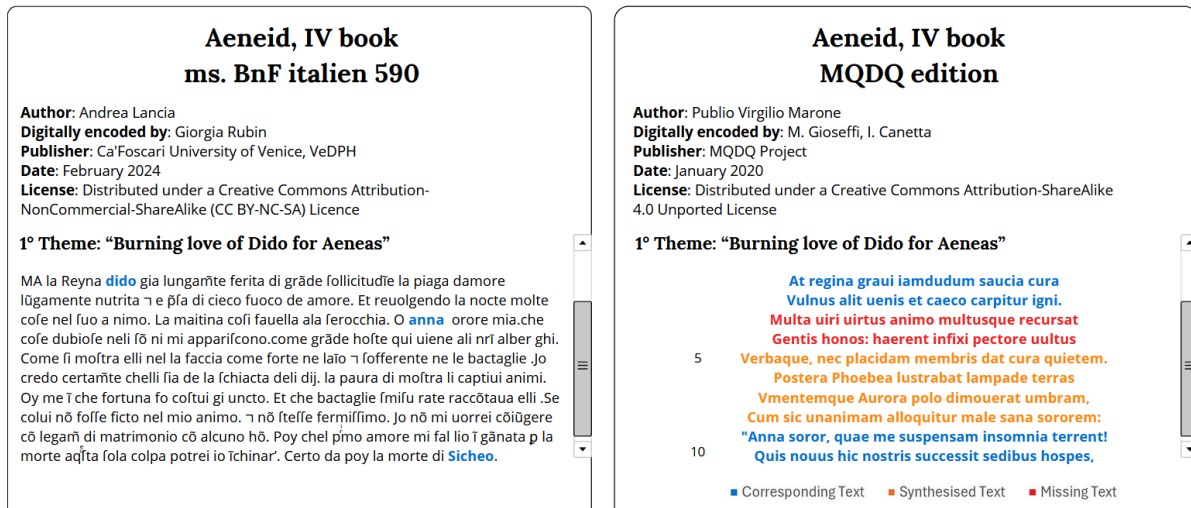 Aeneid, IV book
ms. BnF italien 590
Author: Andrea Lancia
Digitally encoded by: Giorgia Rubin
Publisher: Ca'Foscari University of Venice, VeDPH
Date: February 2024
License: Distributed under a Creative Commons Attribution-
NonCommercial-ShareAlike (CC BY-NC-SA) Licence
1° Theme: “Burning love of Dido for Aeneas”
MA la Reyna dido gia lungam̃te ferita di grãde ſollicitudĩe la piaga damore
lũgamente nutrita ⁊ e p̃ſa di cieco fuoco de amore. Et reuolgendo la nocte molte
coſe nel ſuo a nimo. La maitina coſi fauella ala ſerocchia. O anna orore mia.che
coſe dubioſe neli ſõ ni mi appariſcono.come grãde hoſte qui uiene ali nr̃i alber ghi.
Come ſi moſtra elli nel la faccia come forte ne laĩo ⁊ ſofferente ne le bactaglie .Jo
credo certam̃te chelli ſia de la ſchiacta deli dij. la paura di moſtra li captiui animi.
Oy me ĩ che fortuna fo coſtui gi uncto. Et che bactaglie ſmiſu rate raccõtaua elli .Se
colui nõ foſſe ficto nel mio animo. ⁊ nõ ſteſſe fermiſſimo. Jo nõ mi uorrei cõiũgere
cõ legam̃ di matrimonio cõ alcuno hõ. Poy chel pͥmo amore mi fal lio ĩ gãnata ꝑ la
morte aqͥſta ſola colpa potrei io ĩchinar’. Certo da poy la morte di Sicheo.
Aeneid, IV book
MQDQ edition
Author: Publio Virgilio Marone
Digitally encoded by: M. Gioseffi, I. Canetta
Publisher: MQDQ Project
Date: January 2020
License: Distributed under a Creative Commons Attribution-ShareAlike
4.0 Unported License
1° Theme: “Burning love of Dido for Aeneas”
At regina graui iamdudum saucia cura
Vulnus alit uenis et caeco carpitur igni.
Multa uiri uirtus animo multusque recursat
Gentis honos: haerent infixi pectore uultus
5 Verbaque, nec placidam membris dat cura quietem.
Postera Phoebea lustrabat lampade terras
Vmentemque Aurora polo dimouerat umbram,
Cum sic unanimam alloquitur male sana sororem:
"Anna soror, quae me suspensam insomnia terrent!
10 Quis nouus hic nostris successit sedibus hospes,
Corresponding Text Synthesised Text Missing Text